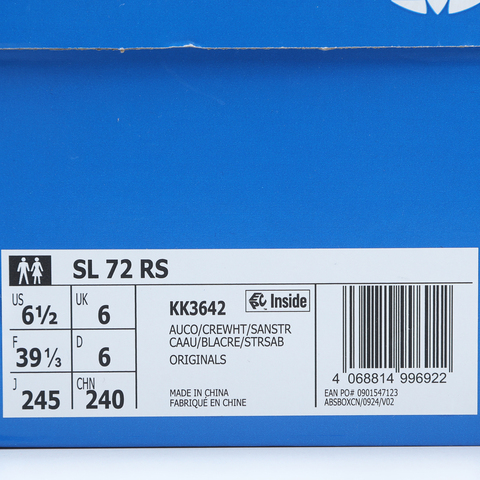 SL 72 RS
US 6½ UK 6
F 39⅓ D 6
J 245 CHN 240
KK3642 Inside
AUCO/CREWHT/SANSTR
CAAU/BLACRE/STRSAB
ORIGINALS
MADE IN CHINA
FABRIQUÉ EN CHINE
4 068814 996922
EAN PO# 0901547123
ABSBOXCN/0924/V02